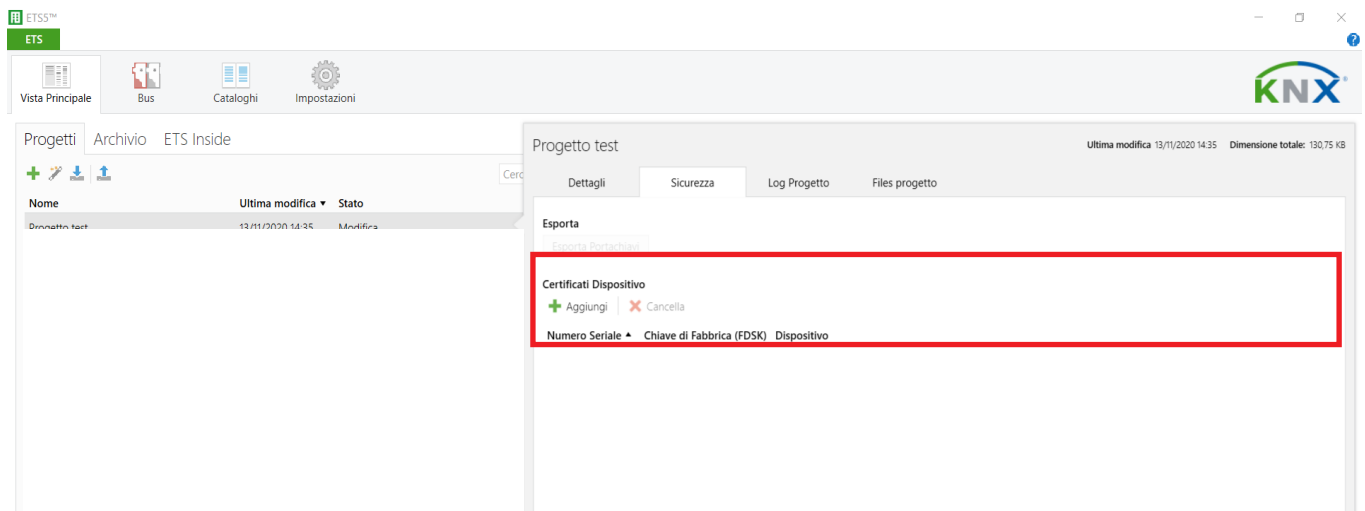 ETS5™
ETS
Vista Principale
Bus
Cataloghi
Impostazioni
KNX
Progetti
Archivio
ETS Inside
Cerc
Nome
Ultima modifica
Stato
Progetto test
13/11/2020 14:35
Modifica
Progetto test
Ultima modifica 13/11/2020 14:35 Dimensione totale: 130,75 KB
Dettagli
Sicurezza
Log Progetto
Files progetto
Esporta
Esporta Portachiavi
Certificati Dispositivo
Aggiungi
Cancella
Numero Seriale
Chiave di Fabbrica (FDSK)
Dispositivo